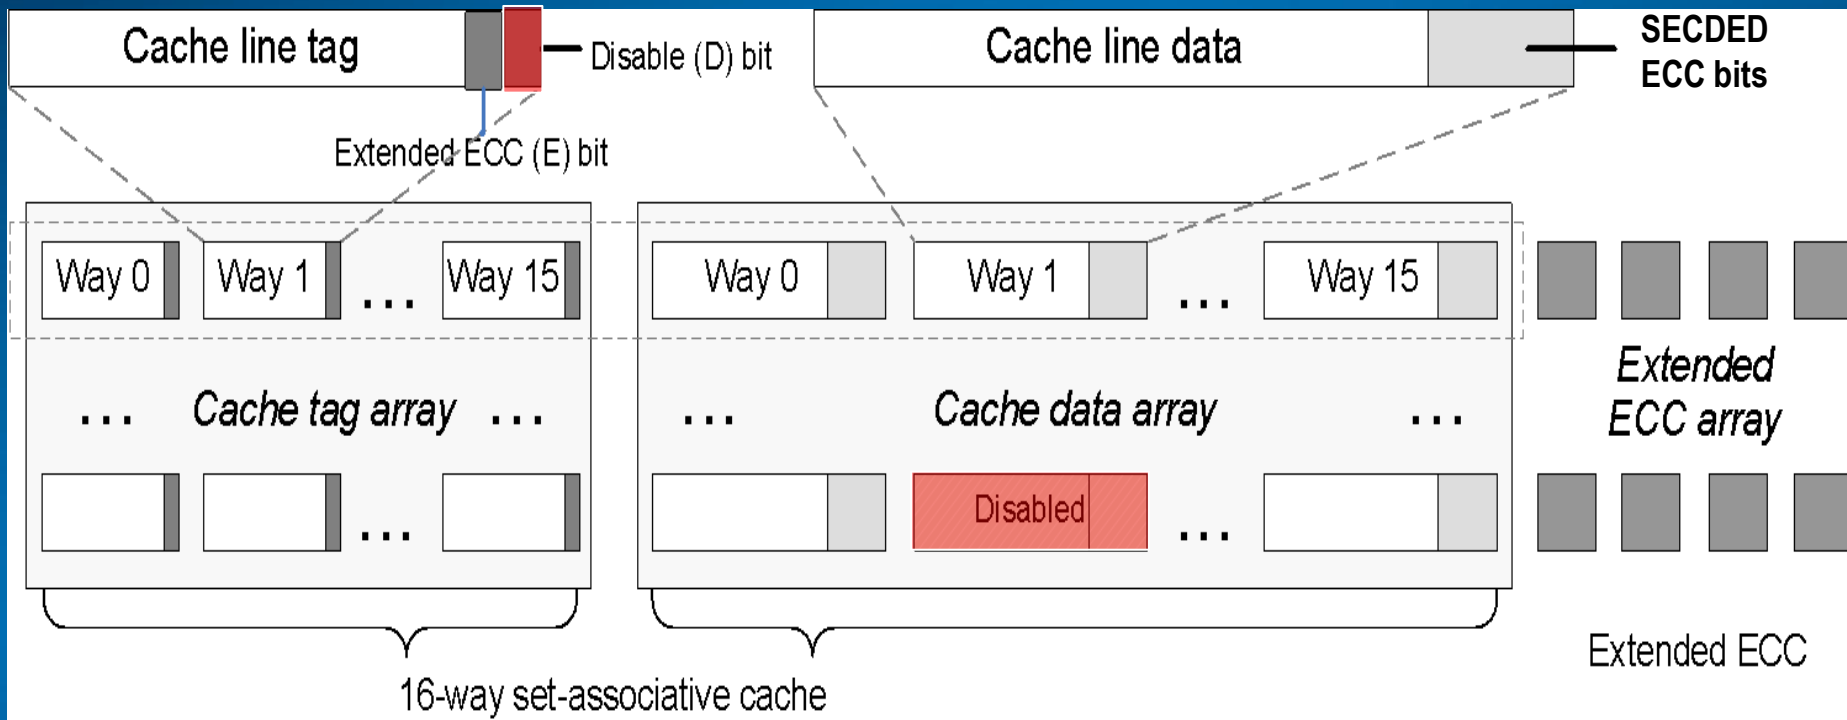 Cache line tag
Disable (D) bit
Cache line data
SECDED
ECC bits
Extended ECC (E) bit
Way 0
Way 1
...
Way 15
Way 0
Way 1
...
Way 15
... Cache tag array ...
... Cache data array ...
Extended
ECC array
...
Disabled
...
Extended ECC
16-way set-associative cache